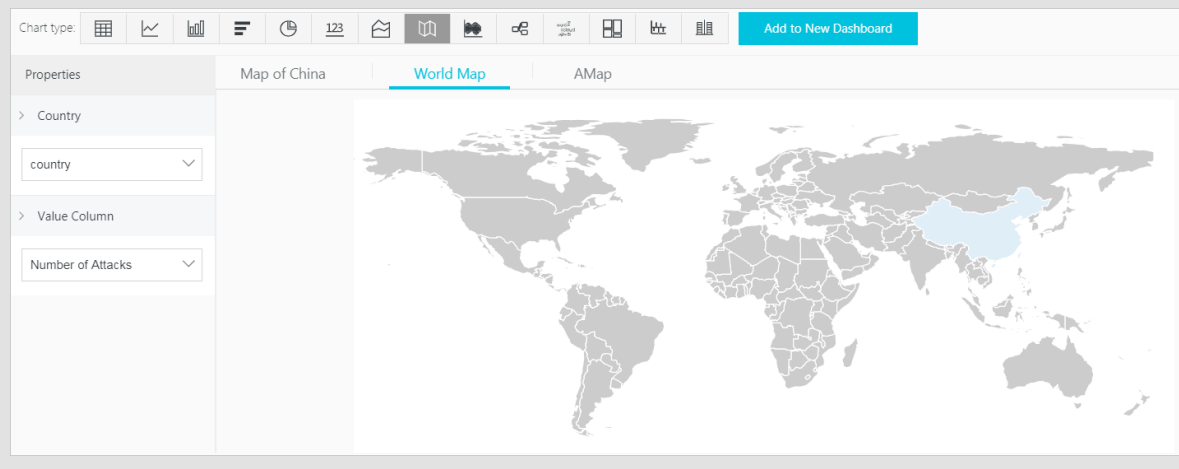 Chart type:
123
Add to New Dashboard
Properties
Map of China
World Map
AMap
Country
country
Value Column
Number of Attacks